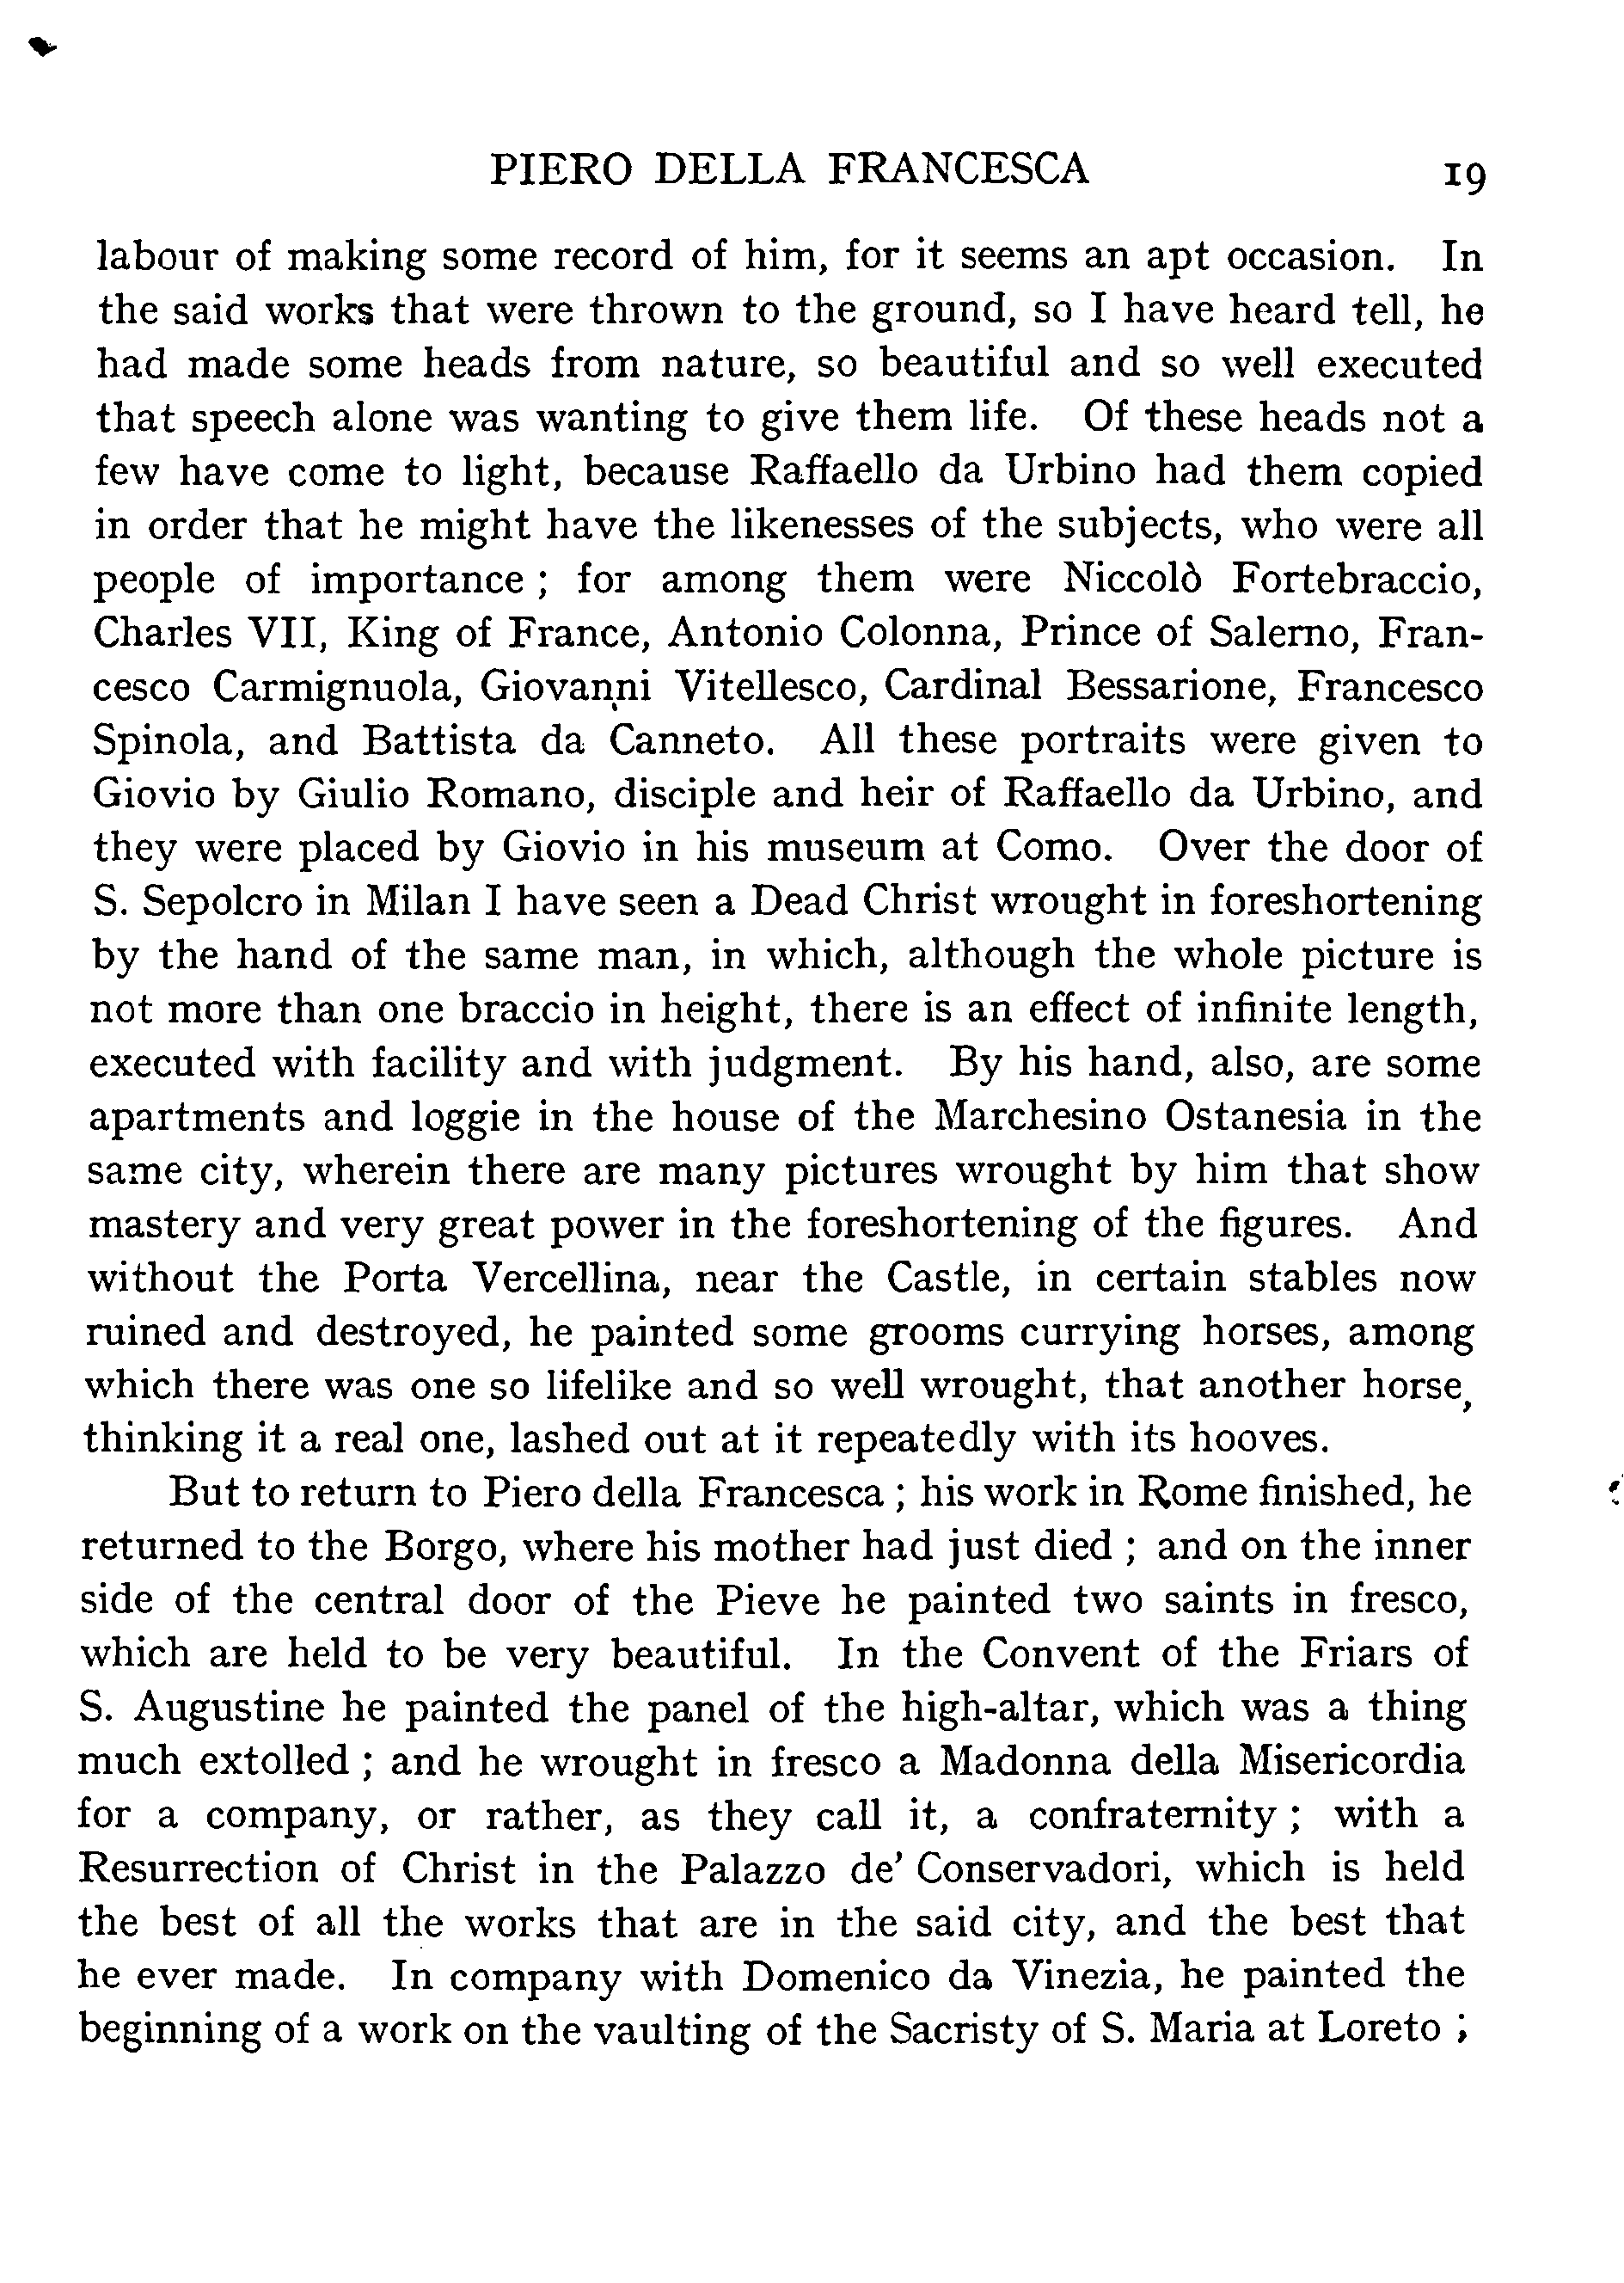 PIERO DELLA FRANCESCA 19
labour of making some record of him, for it seems an apt occasion. In
the said works that were thrown to the ground, so I have heard tell, he
had made some heads from nature, so beautiful and so well executed
that speech alone was wanting to give them life. Of these heads not a
few have come to light, because Raffaello da Urbino had them copied
in order that he might have the likenesses of the subjects, who were all
people of importance ; for among them were Niccolò Fortebraccio,
Charles VII, King of France, Antonio Colonna, Prince of Salerno, Fran-
cesco Carmignuola, Giovanni Vitellesco, Cardinal Bessarione, Francesco
Spinola, and Battista da Canneto. All these portraits were given to
Giovio by Giulio Romano, disciple and heir of Raffaello da Urbino, and
they were placed by Giovio in his museum at Como. Over the door of
S. Sepolcro in Milan I have seen a Dead Christ wrought in foreshortening
by the hand of the same man, in which, although the whole picture is
not more than one braccio in height, there is an effect of infinite length,
executed with facility and with judgment. By his hand, also, are some
apartments and loggie in the house of the Marchesino Ostanesia in the
same city, wherein there are many pictures wrought by him that show
mastery and very great power in the foreshortening of the figures. And
without the Porta Vercellina, near the Castle, in certain stables now
ruined and destroyed, he painted some grooms currying horses, among
which there was one so lifelike and so well wrought, that another horse,
thinking it a real one, lashed out at it repeatedly with its hooves.
But to return to Piero della Francesca ; his work in Rome finished, he
returned to the Borgo, where his mother had just died ; and on the inner
side of the central door of the Pieve he painted two saints in fresco,
which are held to be very beautiful. In the Convent of the Friars of
S. Augustine he painted the panel of the high-altar, which was a thing
much extolled ; and he wrought in fresco a Madonna della Misericordia
for a company, or rather, as they call it, a confraternity ; with a
Resurrection of Christ in the Palazzo de' Conservadori, which is held
the best of all the works that are in the said city, and the best that
he ever made. In company with Domenico da Vinezia, he painted the
beginning of a work on the vaulting of the Sacristy of S. Maria at Loreto ;